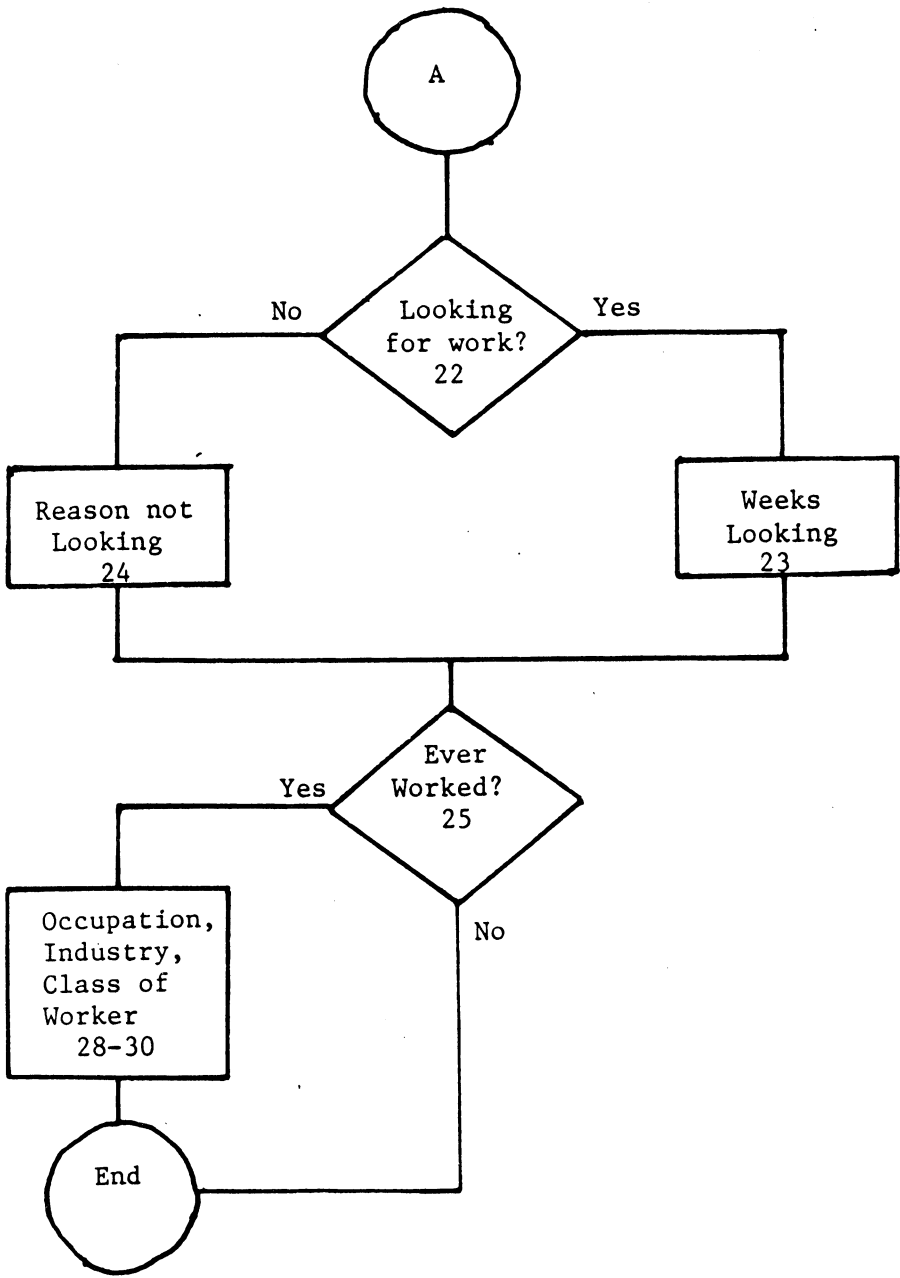 A
Looking
for work?
22
No
Yes
Reason not
Looking
24
Weeks
Looking
23
Ever
Worked?
25
Yes
No
Occupation,
Industry,
Class of
Worker
28-30
End